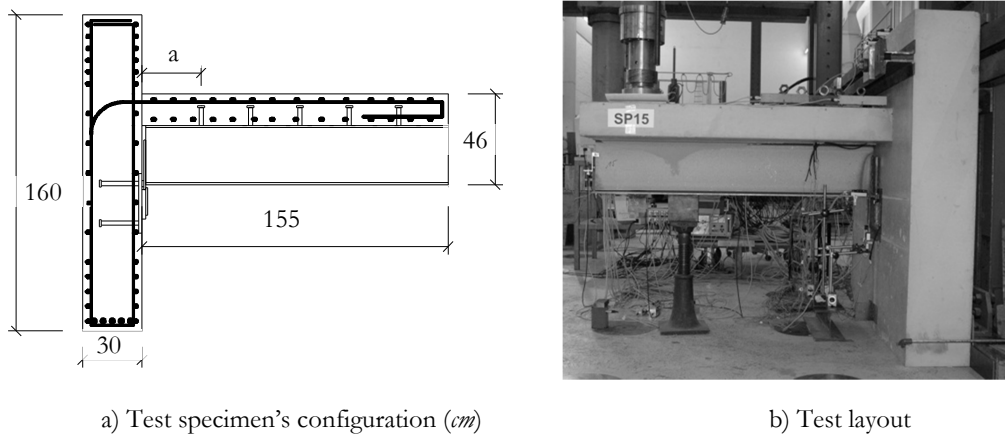 a
46
160
155
30
SP15
a) Test specimen's configuration (cm)
b) Test layout